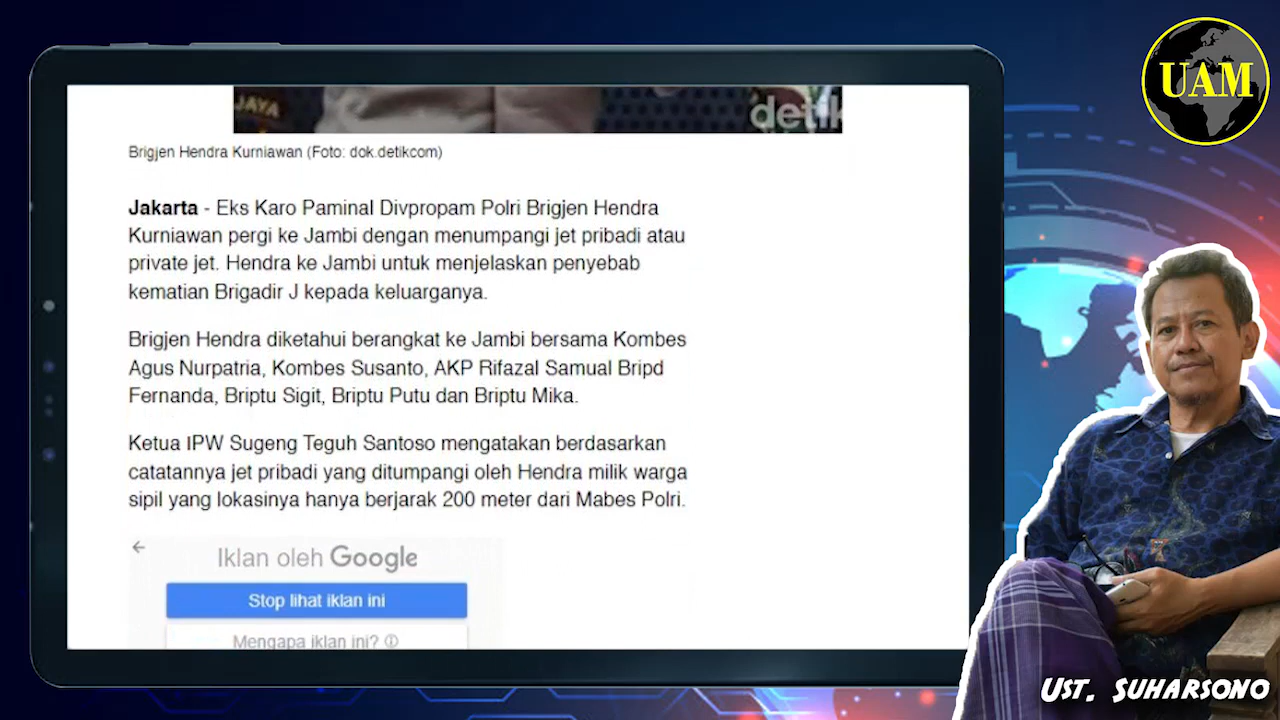 UAM
JAYA
detik
Brigjen Hendra Kurniawan (Foto: dok.detikcom)
Jakarta - Eks Karo Paminal Divpropam Polri Brigjen Hendra
Kurniawan pergi ke Jambi dengan menumpangi jet pribadi atau
private jet. Hendra ke Jambi untuk menjelaskan penyebab
kematian Brigadir J kepada keluarganya.
Brigjen Hendra diketahui berangkat ke Jambi bersama Kombes
Agus Nurpatria, Kombes Susanto, AKP Rifazal Samual Bripd
Fernanda, Briptu Sigit, Briptu Putu dan Briptu Mika.
Ketua IPW Sugeng Teguh Santoso mengatakan berdasarkan
catatannya jet pribadi yang ditumpangi oleh Hendra milik warga
sipil yang lokasinya hanya berjarak 200 meter dari Mabes Polri.
Iklan oleh Google
Stop lihat iklan ini
Mengapa iklan ini?
Ust. Suharsono